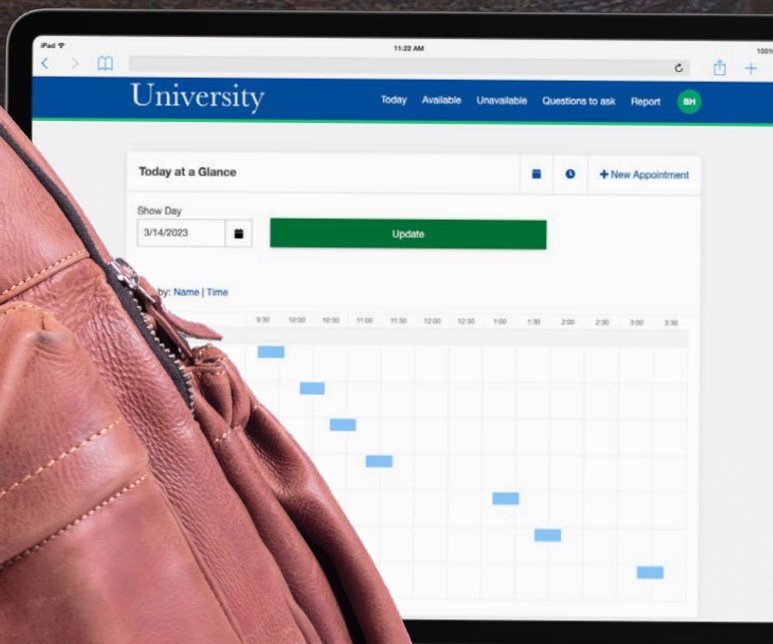 iPad
11:22 AM
100%
University
Today Available Unavailable Questions to ask Report BH
Today at a Glance
+ New Appointment
Show Day
3/14/2023
Update
by: Name | Time
9:30 10:00 10:30 11:00 11:30 12:00 12:30 1:00 1:30 2:00 2:30 3:00 3:30